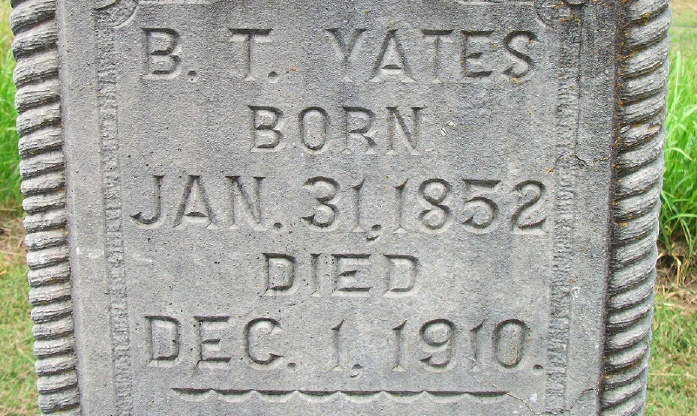 B. T. YATES
BORN
JAN. 31, 1852
DIED
DEC. 1, 1910.